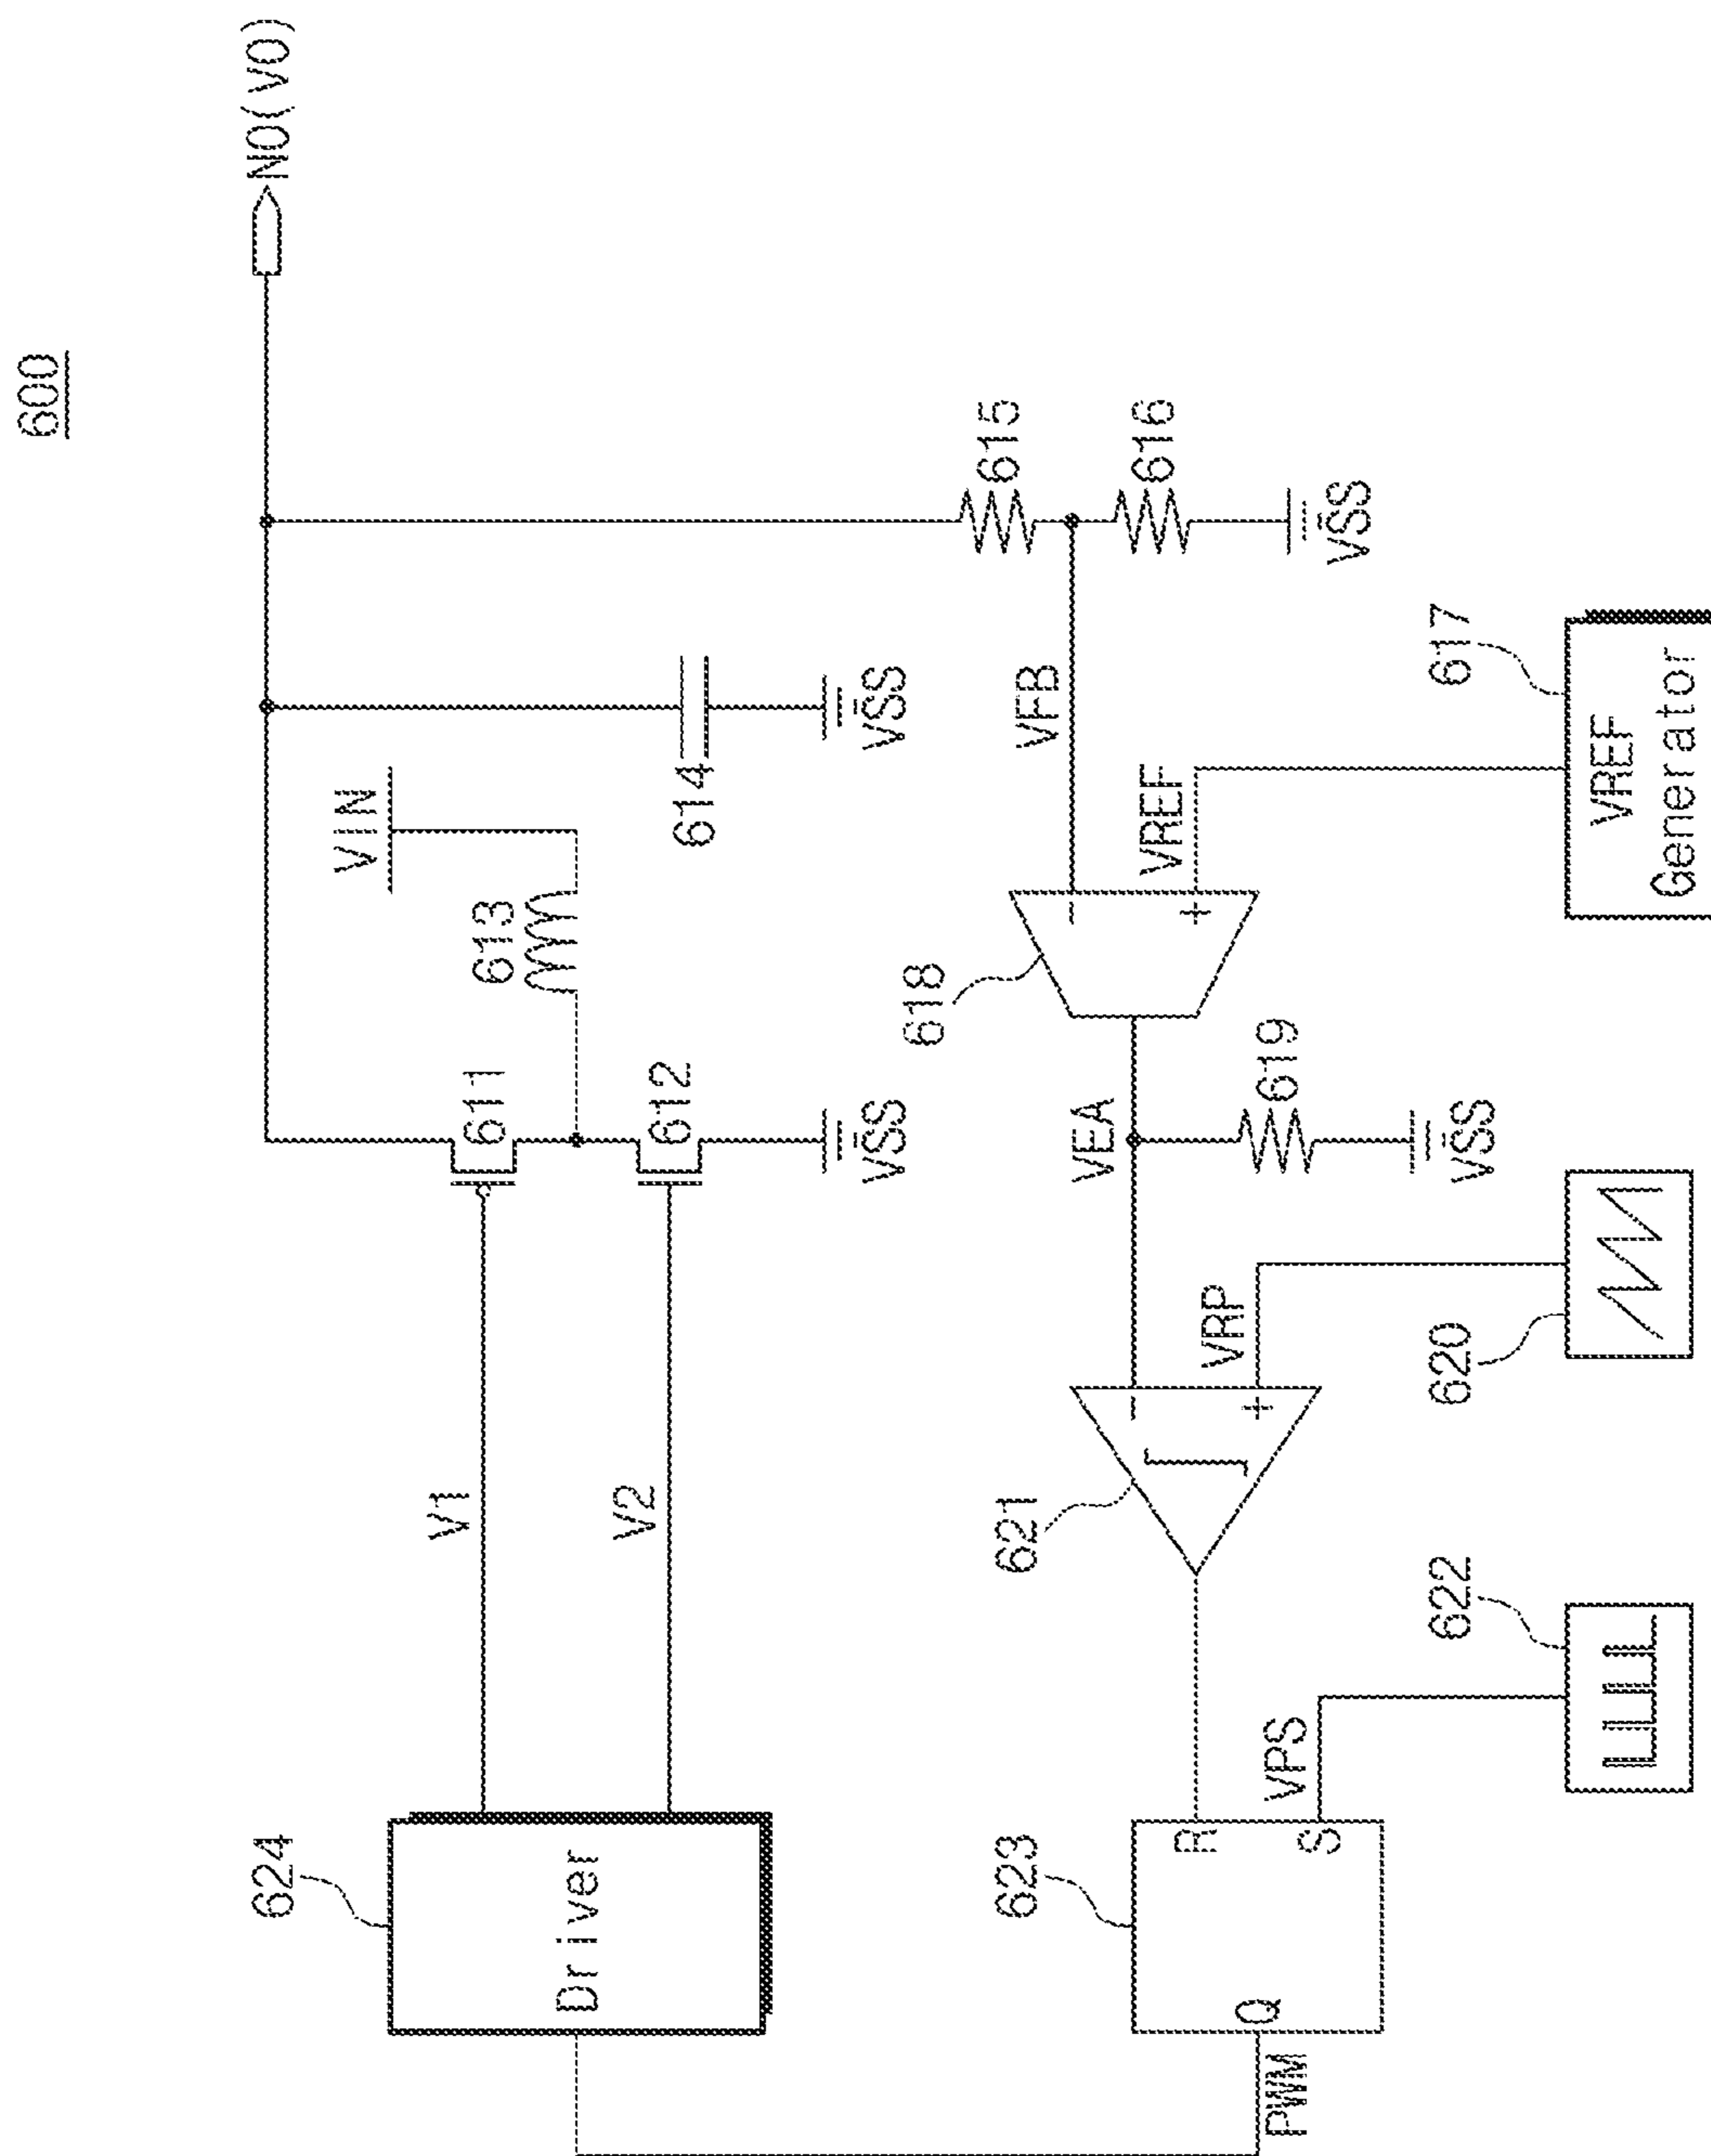 600
NO(VO)
VIN
624
V1
611
613
Driver
V2
612
614
VSS
VSS
615
VFB
618
VEA
616
623
621
VREF
R
VRP
619
VSS
Q
S
VPS
PWM
VSS
622
620
617
VREF
Generator